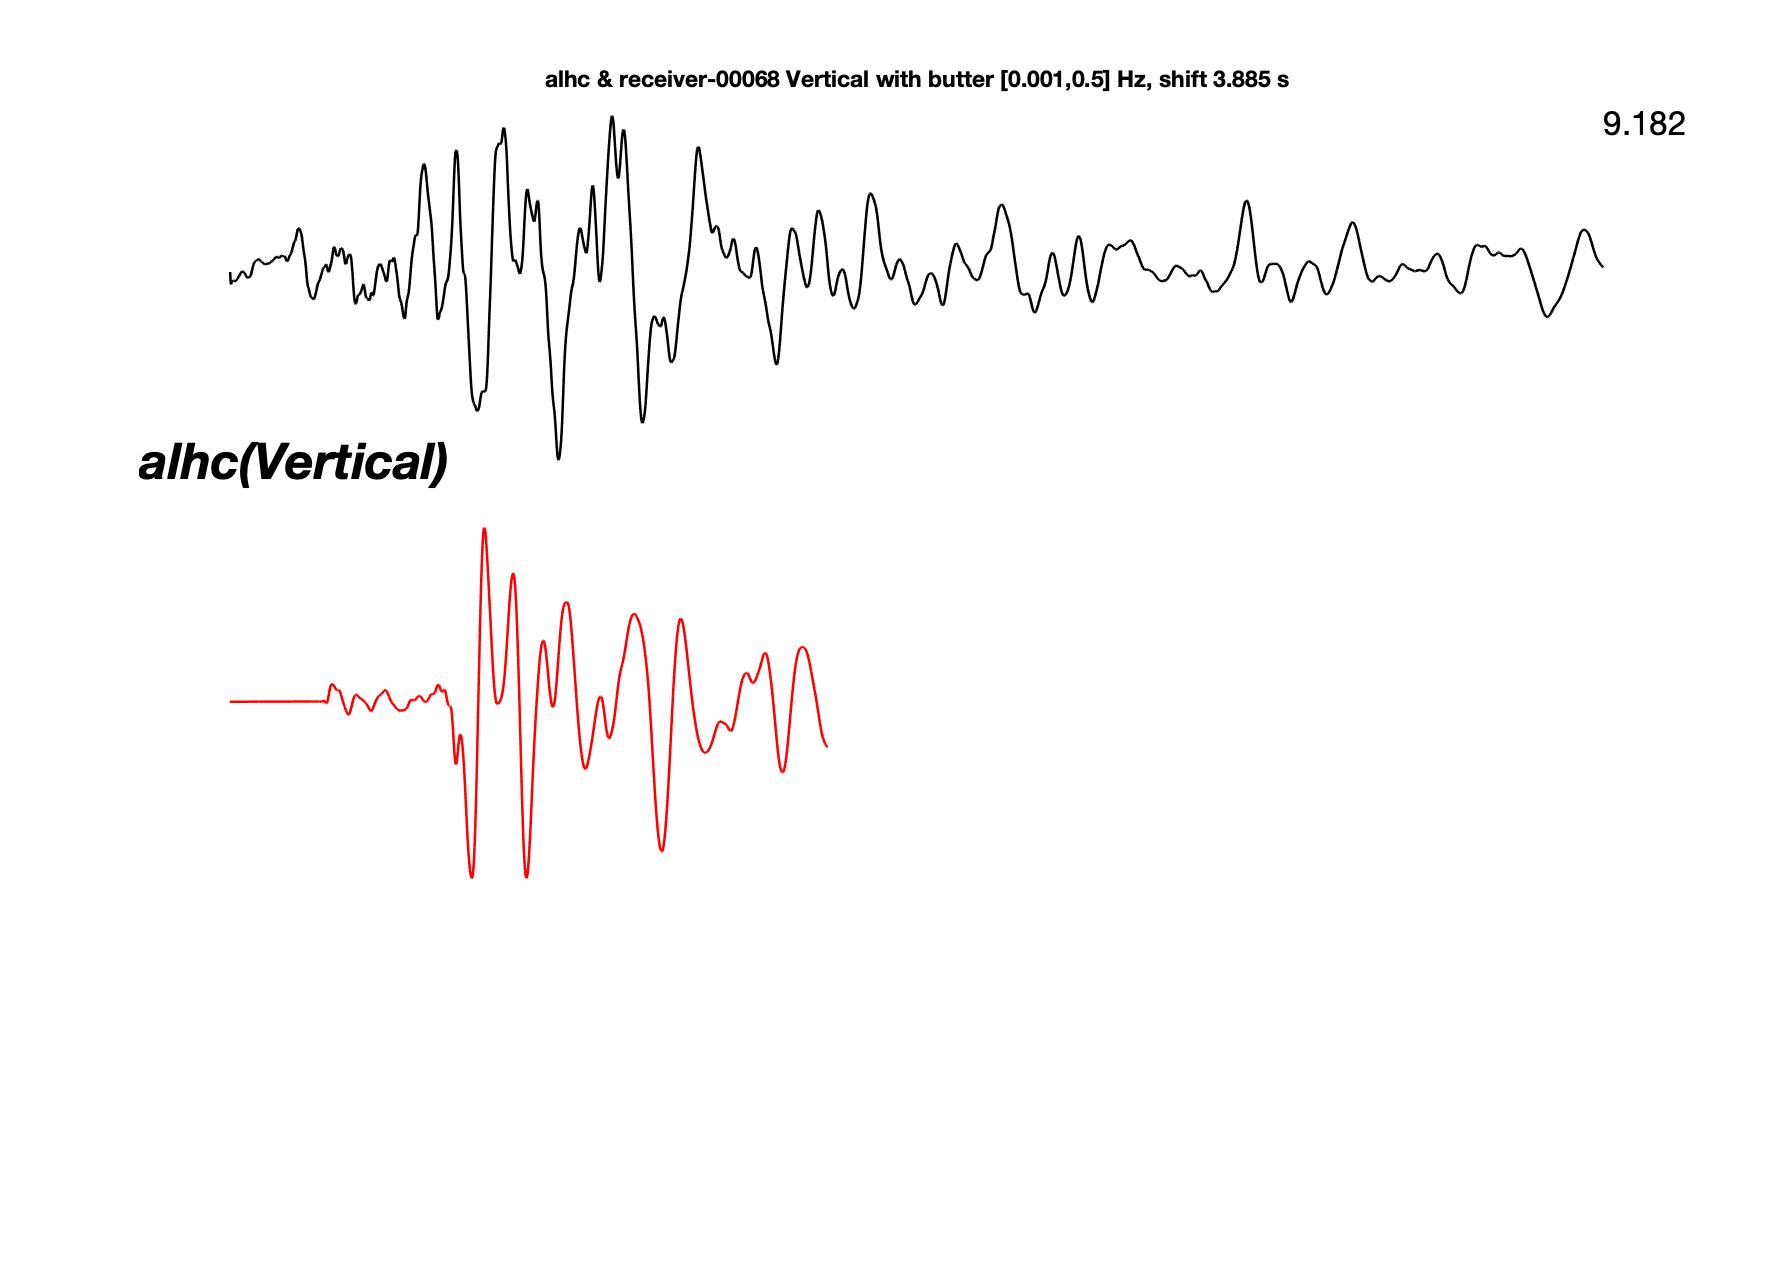 alhc & receiver-00068 Vertical with butter [0.001,0.5] Hz, shift 3.885 s
9.182
alhc(Vertical)